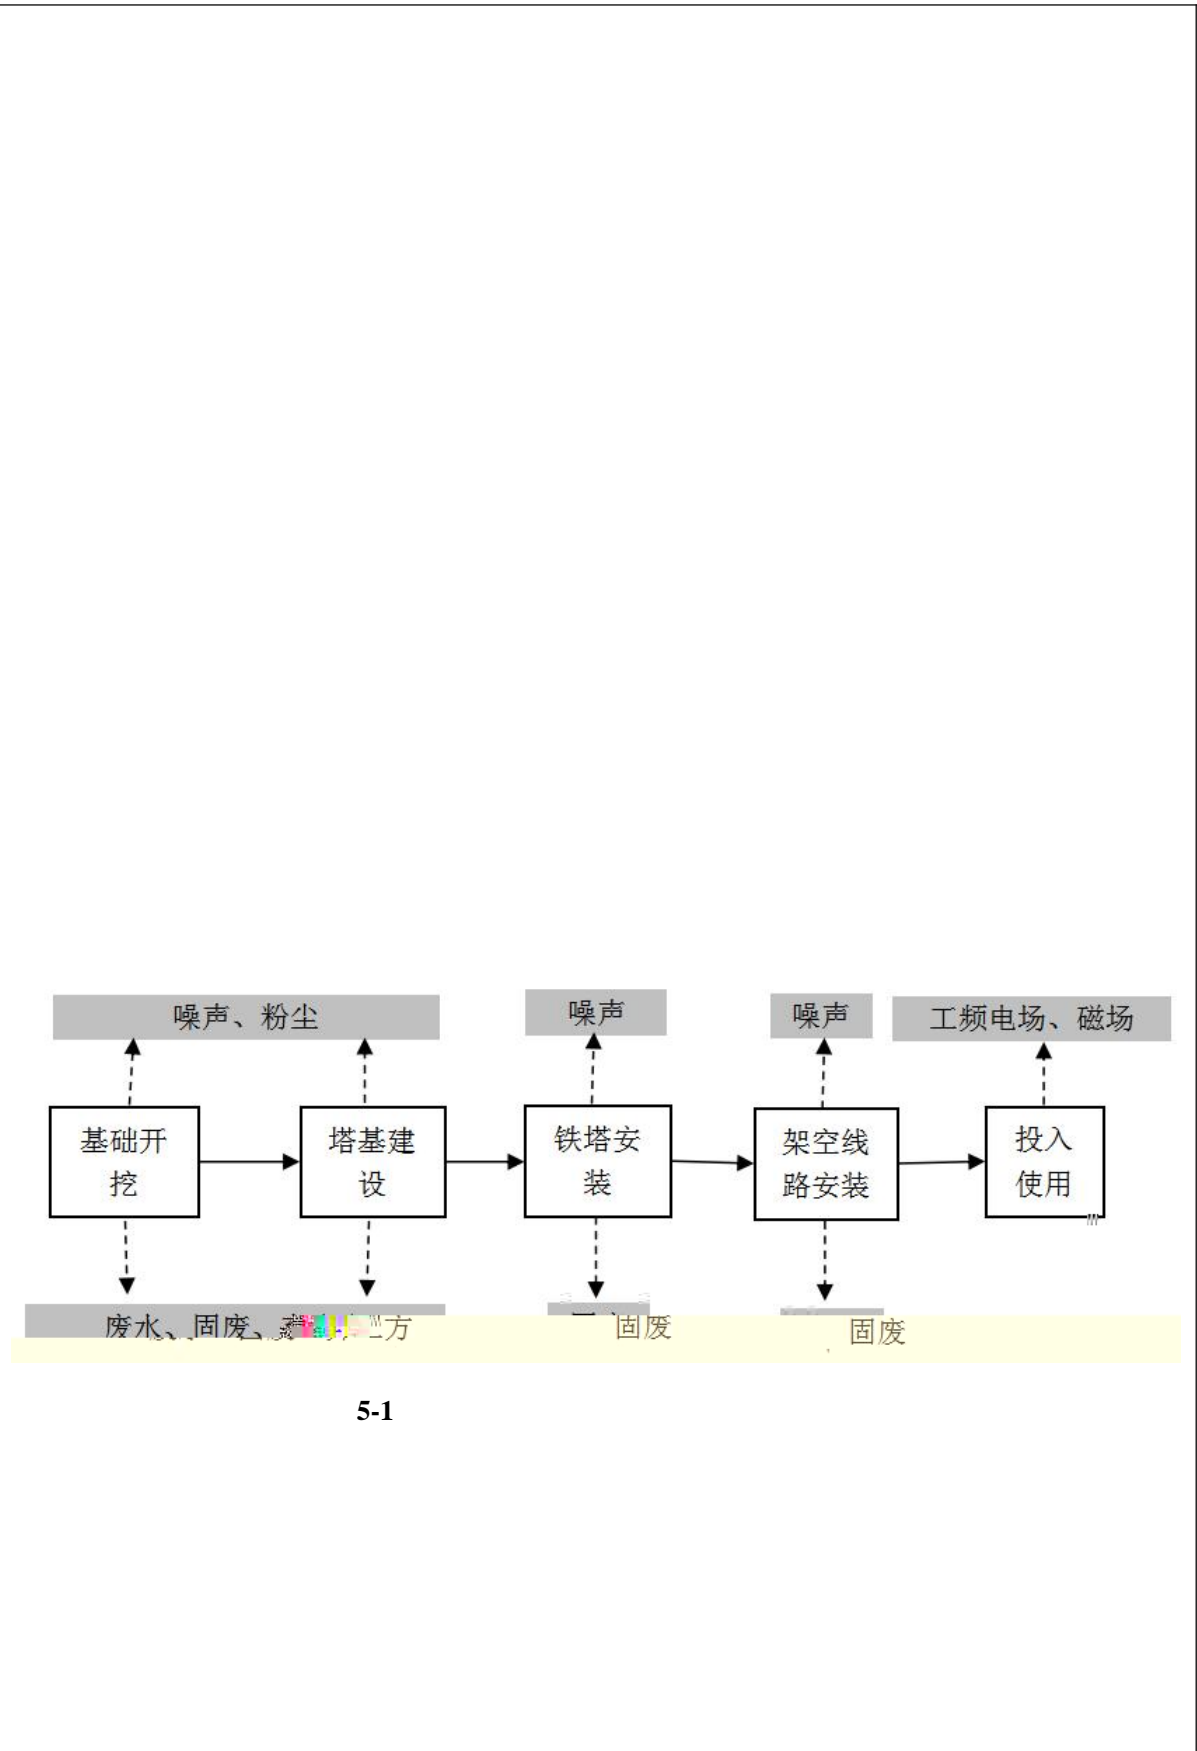 噪声、粉尘
噪声
噪声
工频电场、磁场
基础开
挖
塔基建
设
铁塔安
装
架空线
路安装
投入
使用
废水、固废、
方
固废
固废
5-1